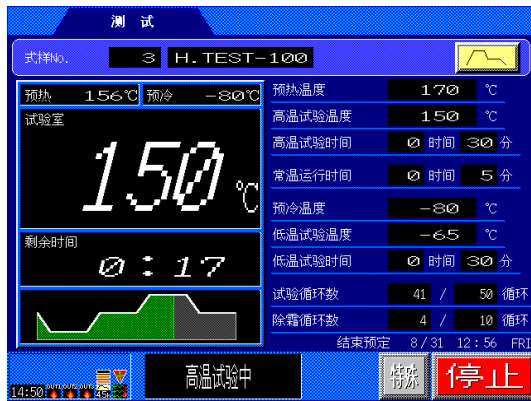 测 试
式样No. 3 H.TEST-100
预热 156℃ 预冷 -80℃
试验室
150 ℃
剩余时间
0:17
预热温度 170 ℃
高温试验温度 150 ℃
高温试验时间 0 时间 30 分
常温运行时间 0 时间 5 分
预冷温度 -80 ℃
低温试验温度 -65 ℃
低温试验时间 0 时间 30 分
试验循环数 41 / 50 循环
除霜循环数 4 / 10 循环
结束预定 8/31 12:56 FRI
14:50 OUT1 OUT2 OUT3 45K
高温试验中
特殊
停止